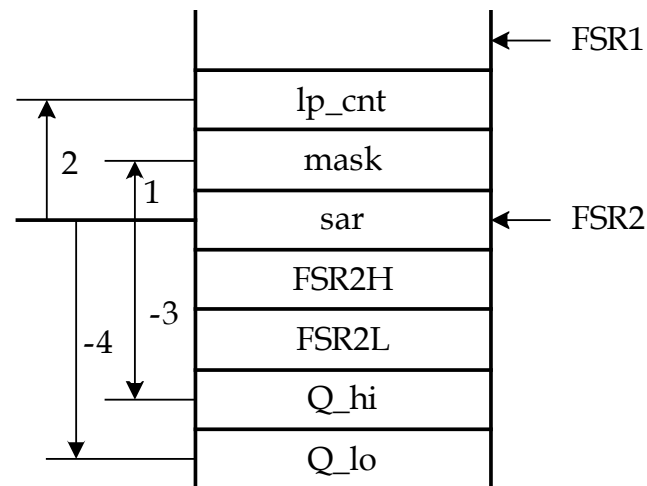 FSR1
lp_cnt
2
mask
1
sar
FSR2
FSR2H
-3
FSR2L
-4
Q_hi
Q_lo